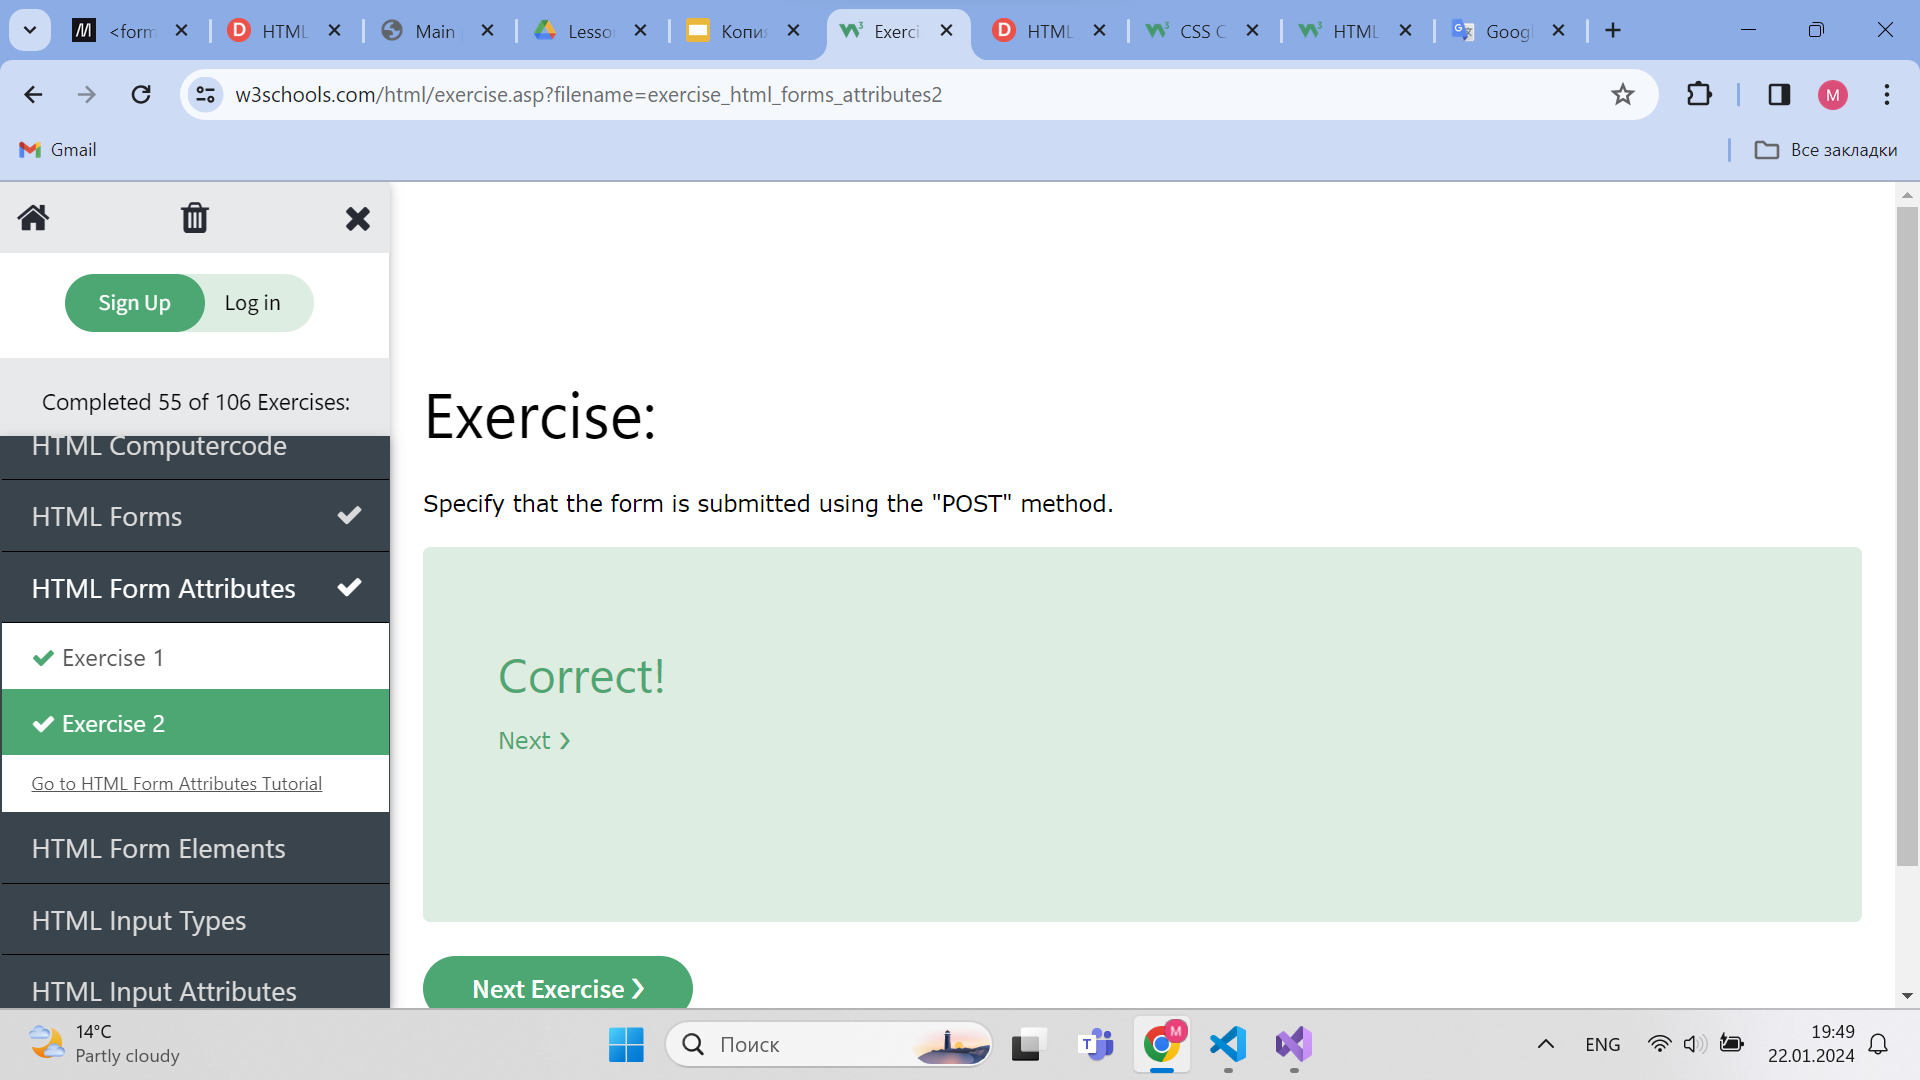 <form
HTML
Main
Lesso
Копи
Exerci
HTML
CSS C
HTML
Googl
w3schools.com/html/exercise.asp?filename=exercise_html_forms_attributes2
M
Gmail
Все закладки
Sign Up
Log in
Completed 55 of 106 Exercises:
HTML Computercode
HTML Forms
HTML Form Attributes
Exercise 1
Exercise 2
Go to HTML Form Attributes Tutorial
HTML Form Elements
HTML Input Types
HTML Input Attributes
Exercise:
Specify that the form is submitted using the "POST" method.
Correct!
Next ❯
Next Exercise ❯
14°C
Partly cloudy
Поиск
ENG
19:49
22.01.2024